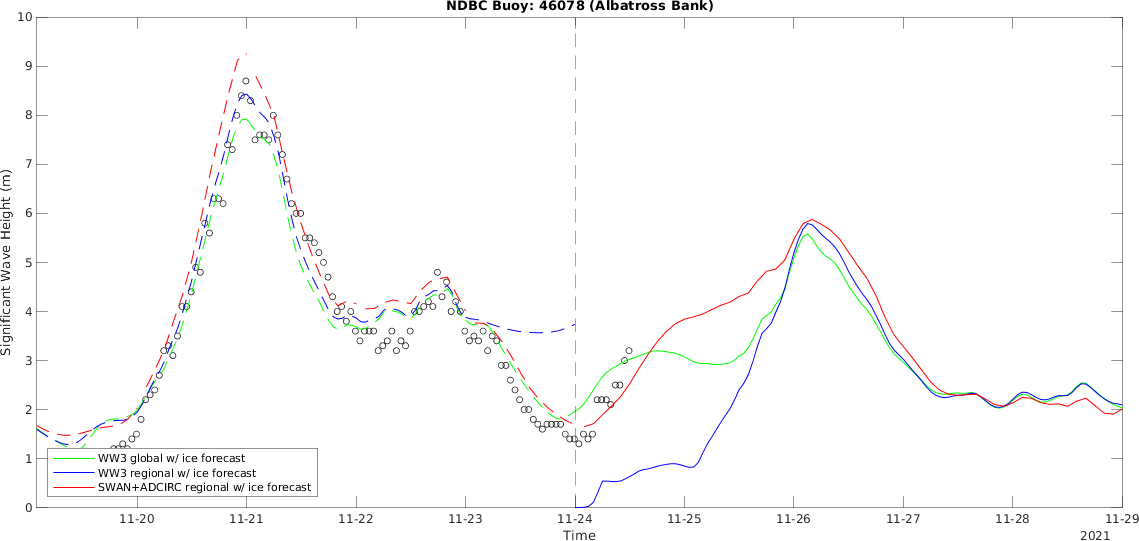 NDBC Buoy: 46078 (Albatross Bank)
10
9
8
7
6
5
4
3
2
1
0
Significant Wave Height (m)
WW3 global w/ ice forecast
WW3 regional w/ ice forecast
SWAN+ADCIRC regional w/ ice forecast
11-20 11-21 11-22 11-23 11-24 11-25 11-26 11-27 11-28 11-29
Time
2021